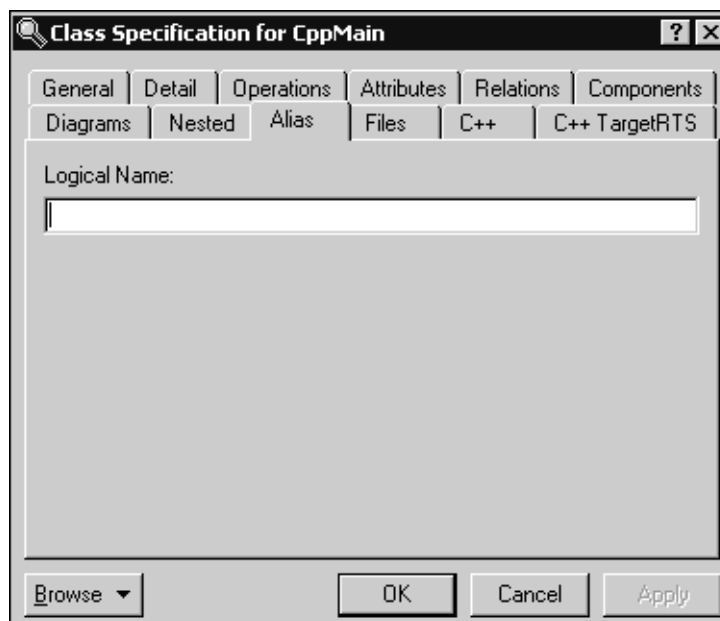 Class Specification for CppMain
General Detail Operations Attributes Relations Components
Diagrams Nested Alias Files C++ C++ TargetRTS
Logical Name:
Browse OK Cancel Apply